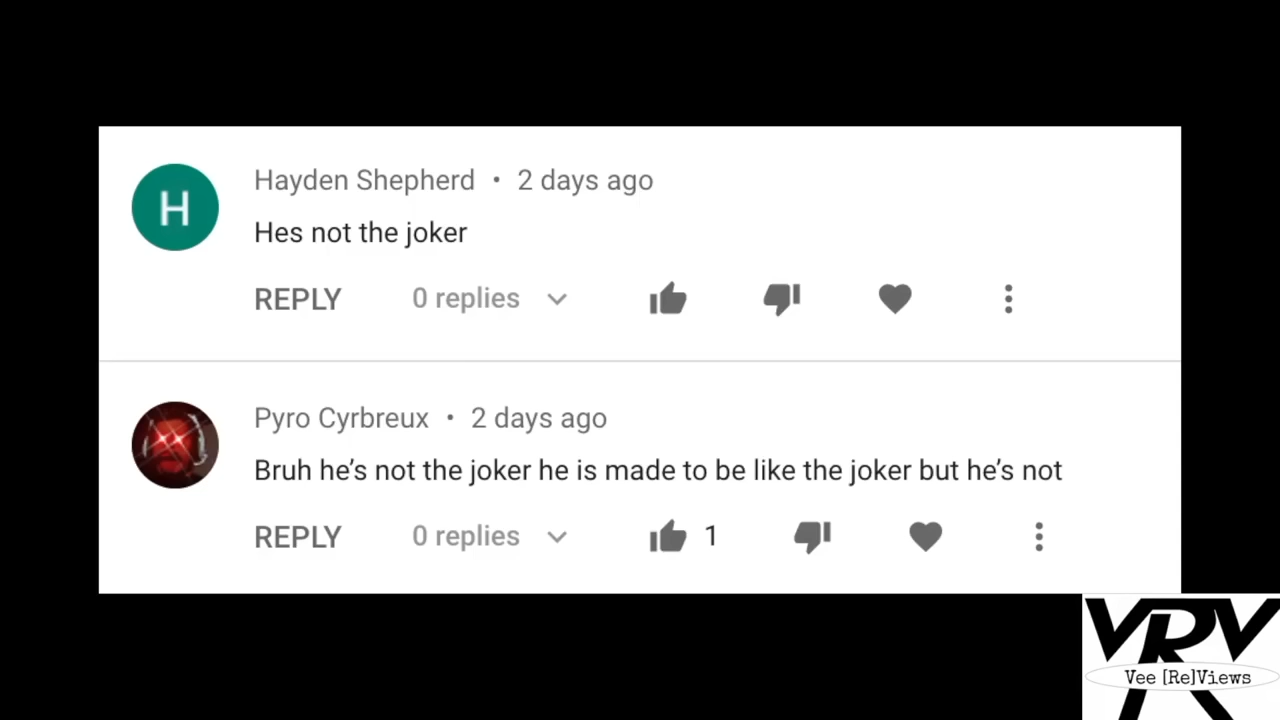 H
Hayden Shepherd • 2 days ago
Hes not the joker
REPLY 0 replies
Pyro Cyrbreux • 2 days ago
Bruh he’s not the joker he is made to be like the joker but he’s not
REPLY 0 replies 1
VRV
Vee [Re]Views